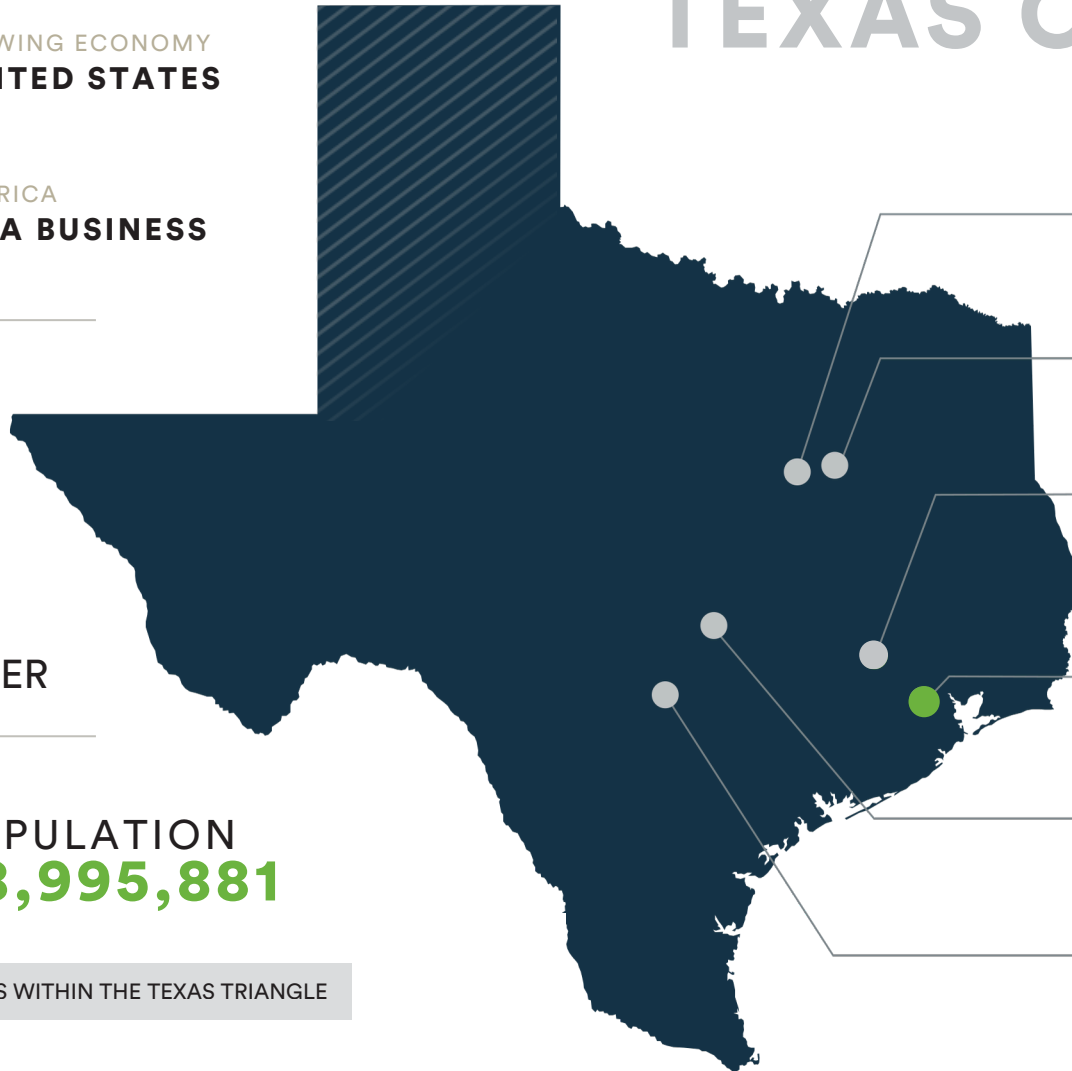 TEXAS C
WING ECONOMY
ITED STATES
RICA
A BUSINESS
ER
PULATION
,995,881
S WITHIN THE TEXAS TRIANGLE